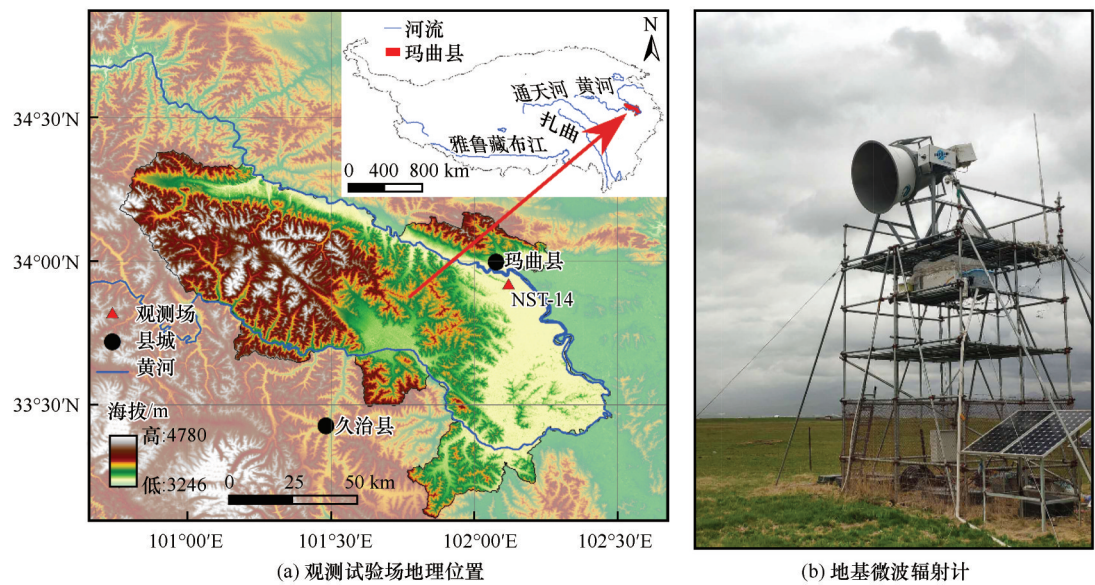 N
河流
玛曲县
通天河 黄河
扎曲
雅鲁藏布江
0 400 800 km
34°30′N
34°00′N
33°30′N
玛曲县
NST-14
观测场
县城
黄河
海拔/m
高:4780
低:3246
久治县
0 25 50 km
101°00′E 101°30′E 102°00′E 102°30′E
(a) 观测试验场地理位置
(b) 地基微波辐射计